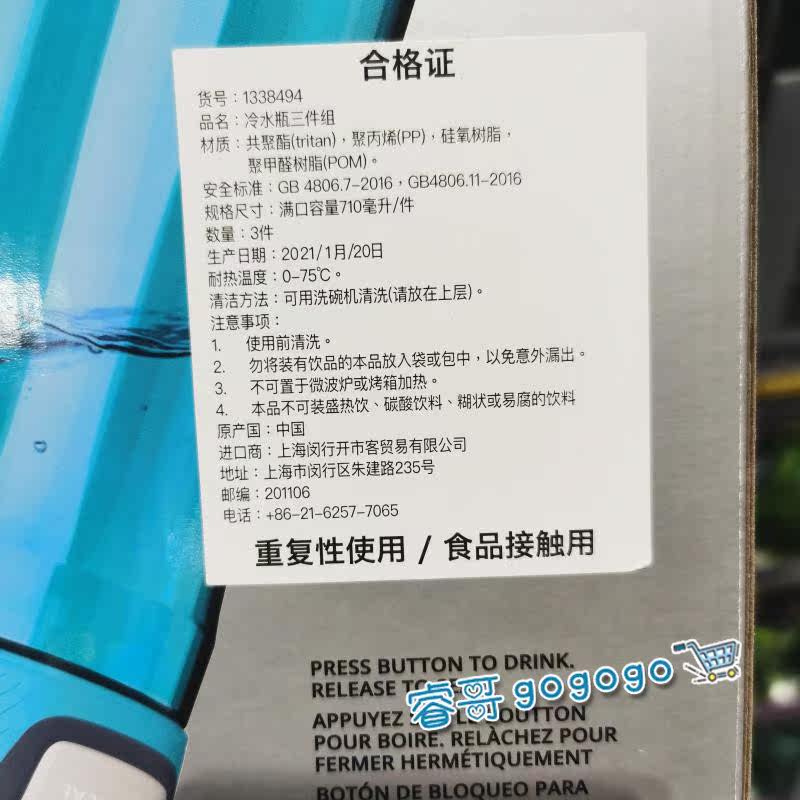 合格证
货号：1338494
品名：冷水瓶三件组
材质：共聚酯(tritan)，聚丙烯(PP)，硅氧树脂，
聚甲醛树脂(POM)。
安全标准：GB 4806.7-2016，GB4806.11-2016
规格尺寸：满口容量710毫升/件
数量：3件
生产日期：2021/1月/20日
耐热温度：0-75℃。
清洁方法：可用洗碗机清洗(请放在上层)。
注意事项：
1. 使用前清洗。
2. 勿将装有饮品的本品放入袋或包中，以免意外漏出。
3. 不可置于微波炉或烤箱加热。
4. 本品不可装盛热饮、碳酸饮料、糊状或易腐的饮料
原产国：中国
进口商：上海闵行开市客贸易有限公司
地址：上海市闵行区朱建路235号
邮编：201106
电话：+86-21-6257-7065
重复性使用 / 食品接触用
PRESS BUTTON TO DRINK.
RELEASE
睿哥gogogo
APPUYEZ
POUR BOIRE. RELÂCHEZ POUR
FERMER HERMÉTIQUEMENT
BOTÓN DE BLOQUEO PARA